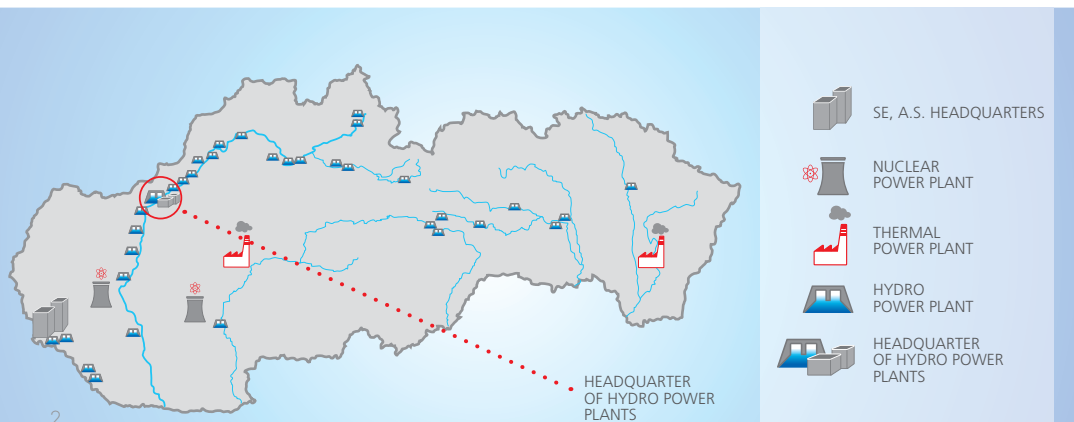 SE, A.S. HEADQUARTERS
NUCLEAR
POWER PLANT
THERMAL
POWER PLANT
HYDRO
POWER PLANT
HEADQUARTER
OF HYDRO POWER
PLANTS
HEADQUARTER
OF HYDRO POWER
PLANTS
2